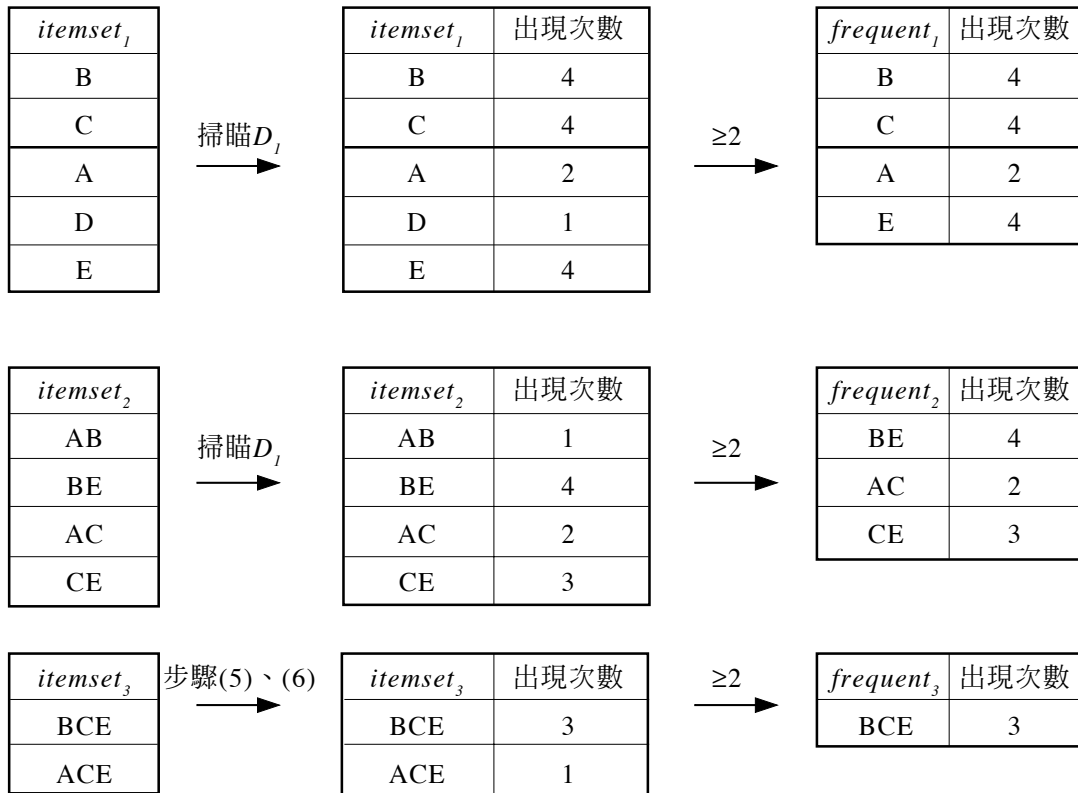 itemset₁ itemset₁ 出現次數 frequent₁ 出現次數
B B 4 B 4
C 掃瞄D₁ C 4 ≥2 C 4
A A 2 A 2
D D 1 E 4
E E 4
itemset₂ itemset₂ 出現次數 frequent₂ 出現次數
AB 掃瞄D₁ AB 1 ≥2 BE 4
BE BE 4 AC 2
AC AC 2 CE 3
CE CE 3
itemset₃ 步驟(5)、(6) itemset₃ 出現次數 ≥2 frequent₃ 出現次數
BCE BCE 3 BCE 3
ACE ACE 1